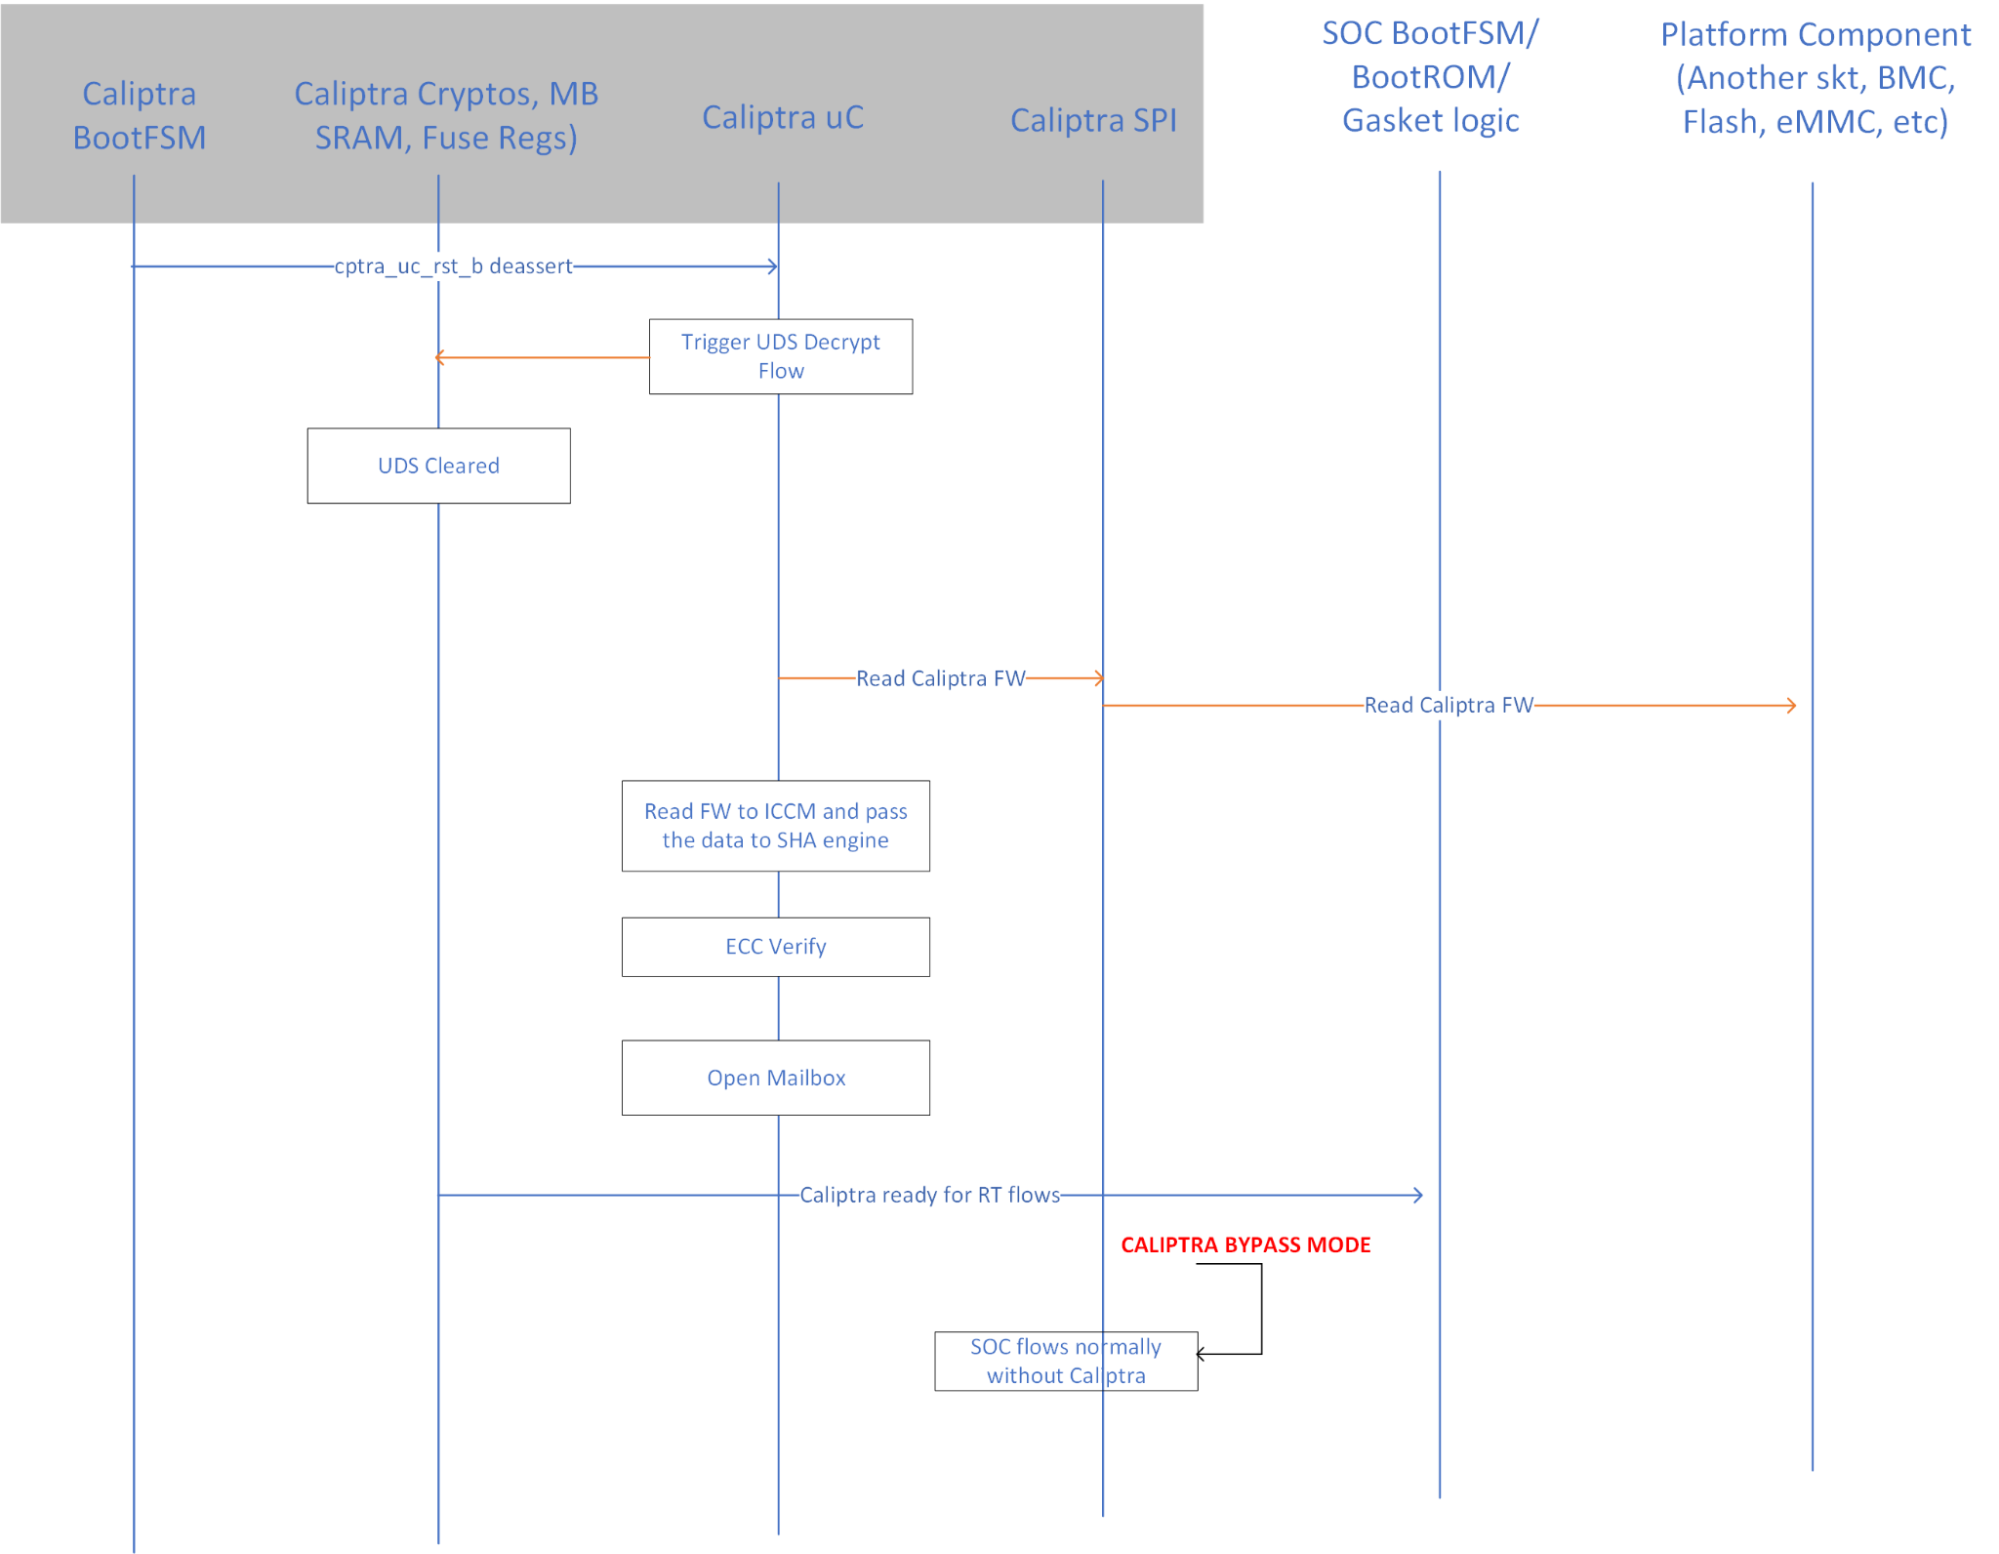 Caliptra
BootFSM
Caliptra Cryptos, MB
SRAM, Fuse Regs)
Caliptra uC
Caliptra SPI
SOC BootFSM/
BootROM/
Gasket logic
Platform Component
(Another skt, BMC,
Flash, eMMC, etc)
cptra_uc_rst_b deassert
Trigger UDS Decrypt
Flow
UDS Cleared
Read Caliptra FW
Read Caliptra FW
Read FW to ICCM and pass
the data to SHA engine
ECC Verify
Open Mailbox
Caliptra ready for RT flows
CALIPTRA BYPASS MODE
SOC flows normally
without Caliptra